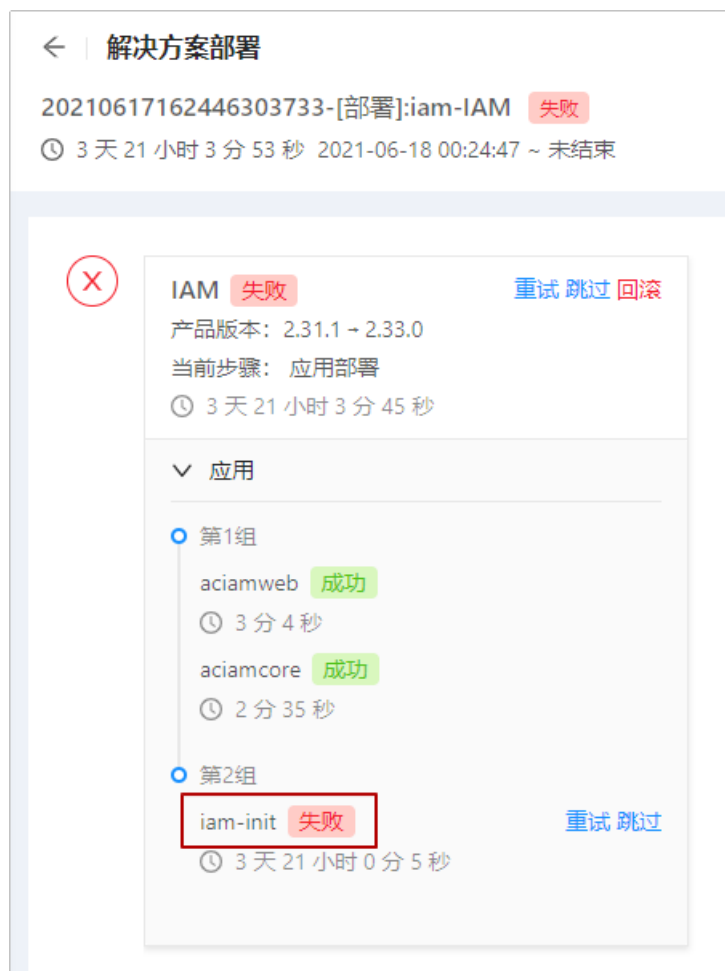 解决方案部署
20210617162446303733-[部署]:iam-IAM 失败
3 天 21 小时 3 分 53 秒 2021-06-18 00:24:47 ~ 未结束
IAM 失败 重试 跳过 回滚
产品版本：2.31.1→2.33.0
当前步骤： 应用部署
3 天 21 小时 3 分 45 秒
应用
第1组
aciamweb 成功
3 分 4 秒
aciamcore 成功
2 分 35 秒
第2组
iam-init 失败 重试 跳过
3 天 21 小时 0 分 5 秒